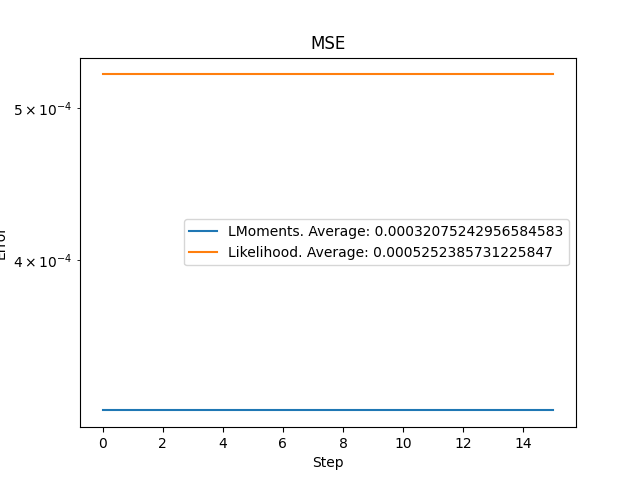 MSE
5 × 10⁻⁴
4 × 10⁻⁴
Error
LMoments. Average: 0.00032075242956584583
Likelihood. Average: 0.0005252385731225847
0 2 4 6 8 10 12 14
Step